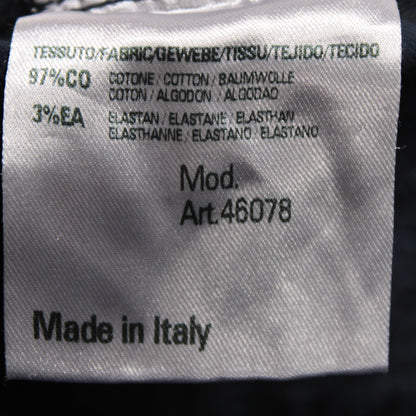 TESSUTO/FABRIC/GEWEBE/TISSU/TEJIDO/TECIDO
97%CO COTONE / COTTON / BAUMWOLLE
COTON / ALGODON / ALGODAO
3%EA ELASTAN / ELASTANE / ELASTHAN
ELASTHANNE / ELASTANO / ELASTANO
Mod.
Art.46078
Made in Italy